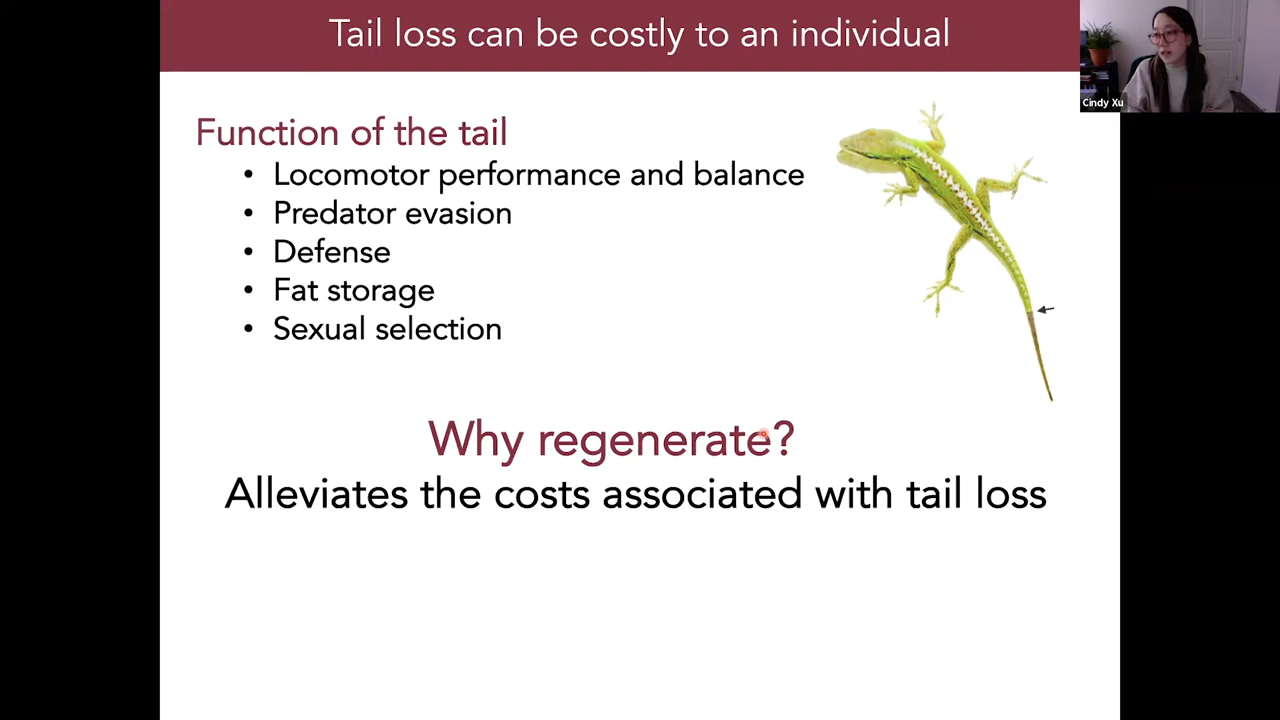 Tail loss can be costly to an individual
Cindy Xu
Function of the tail
• Locomotor performance and balance
• Predator evasion
• Defense
• Fat storage
• Sexual selection
Why regenerate?
Alleviates the costs associated with tail loss